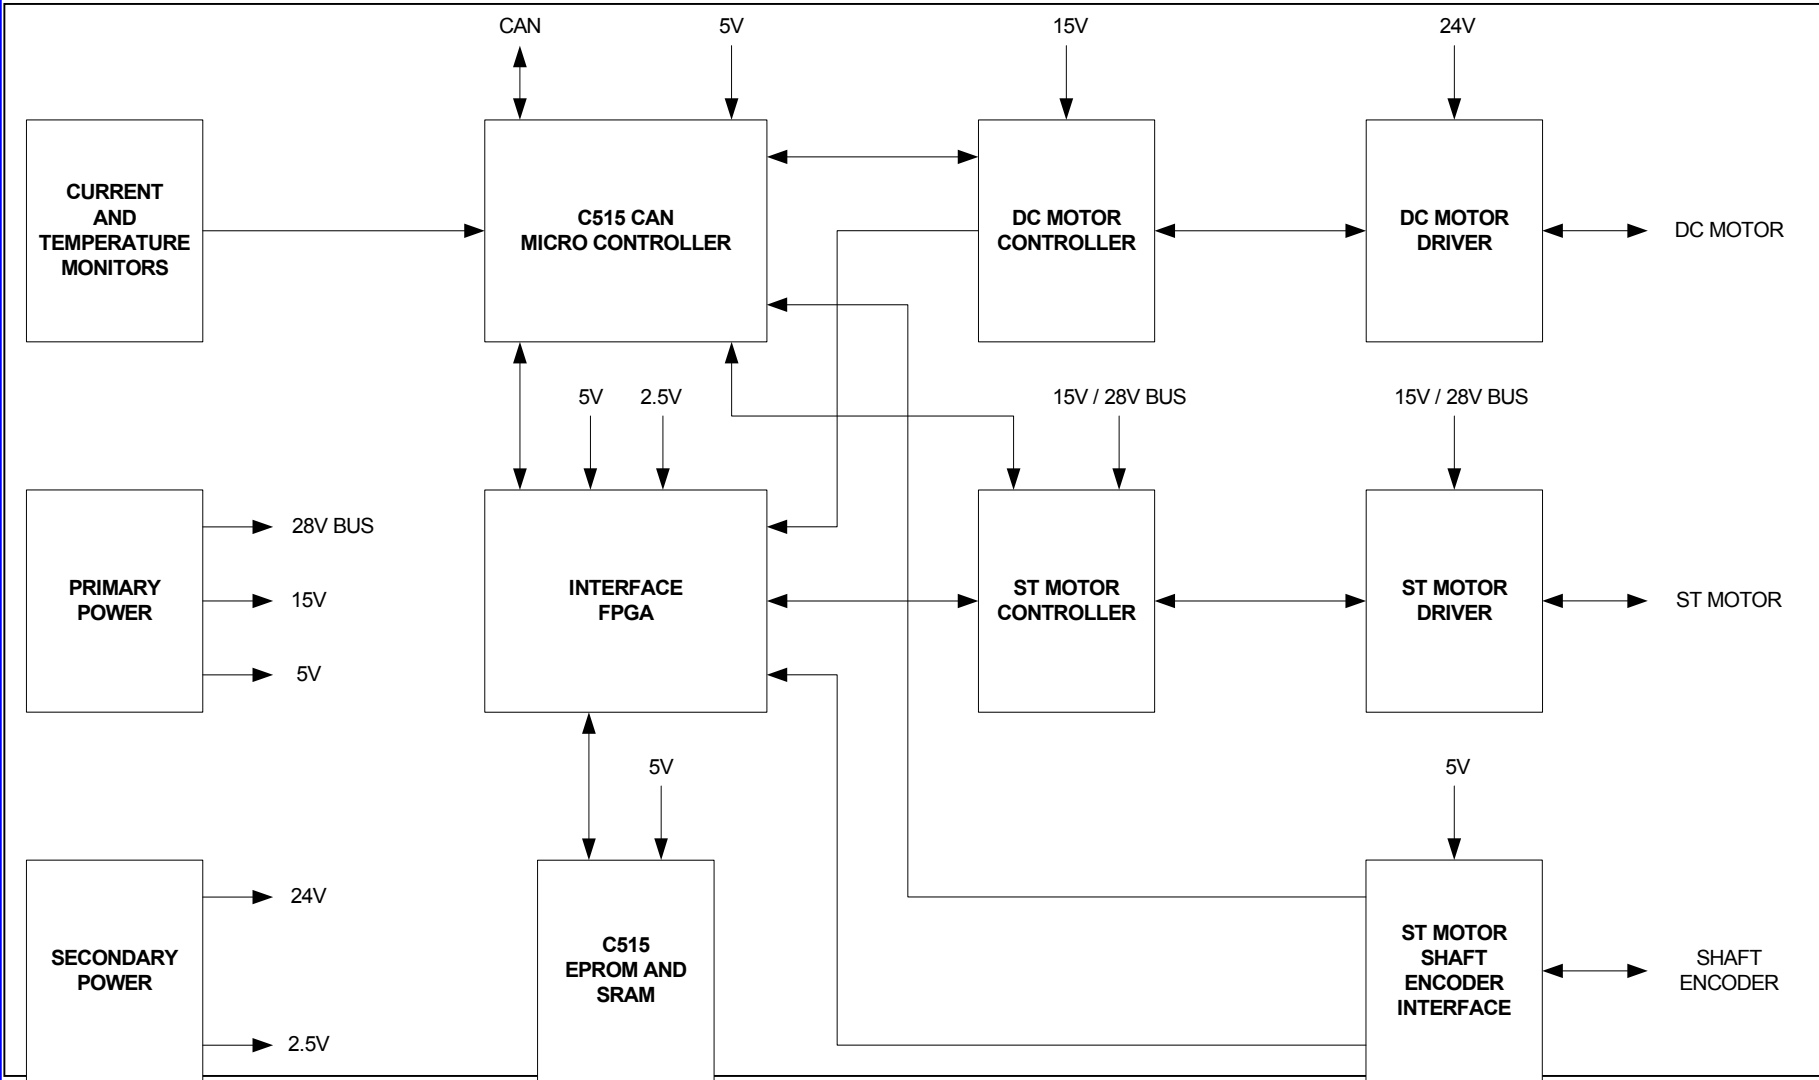 CAN
5V
15V
24V
CURRENT
AND
TEMPERATURE
MONITORS
C515 CAN
MICRO CONTROLLER
DC MOTOR
CONTROLLER
DC MOTOR
DRIVER
DC MOTOR
5V
2.5V
15V / 28V BUS
15V / 28V BUS
PRIMARY
POWER
28V BUS
15V
5V
INTERFACE
FPGA
ST MOTOR
CONTROLLER
ST MOTOR
DRIVER
ST MOTOR
5V
5V
SECONDARY
POWER
24V
2.5V
C515
EPROM AND
SRAM
ST MOTOR
SHAFT
ENCODER
INTERFACE
SHAFT
ENCODER